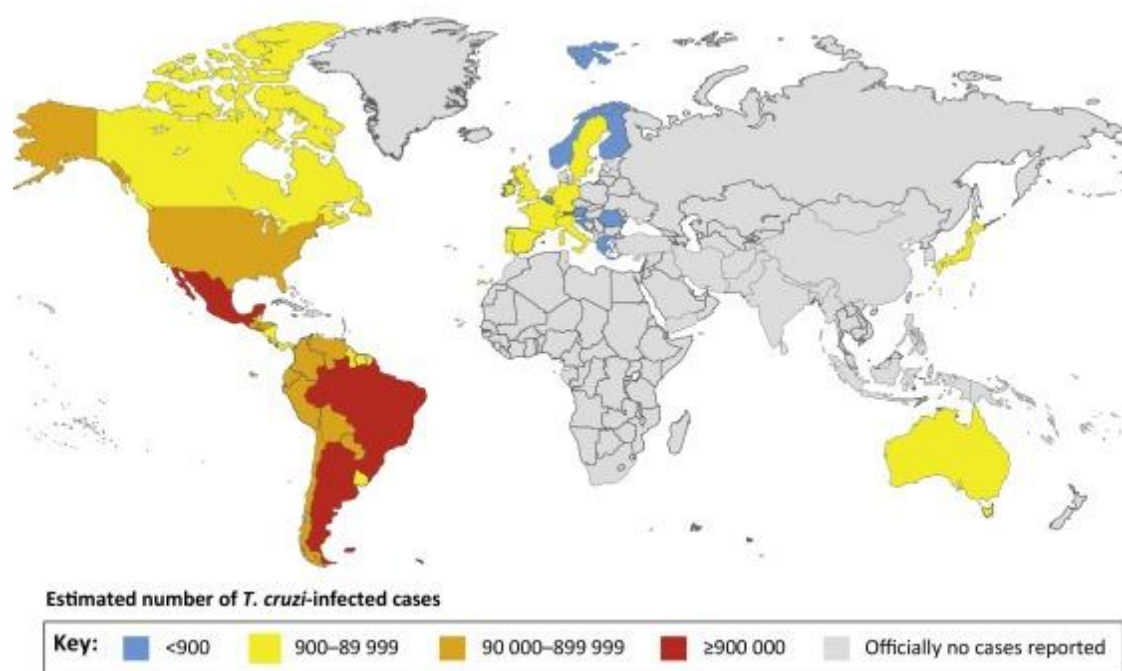 Estimated number of T. cruzi-infected cases
Key: <900 900–89 999 90 000–899 999 ≥900 000 Officially no cases reported